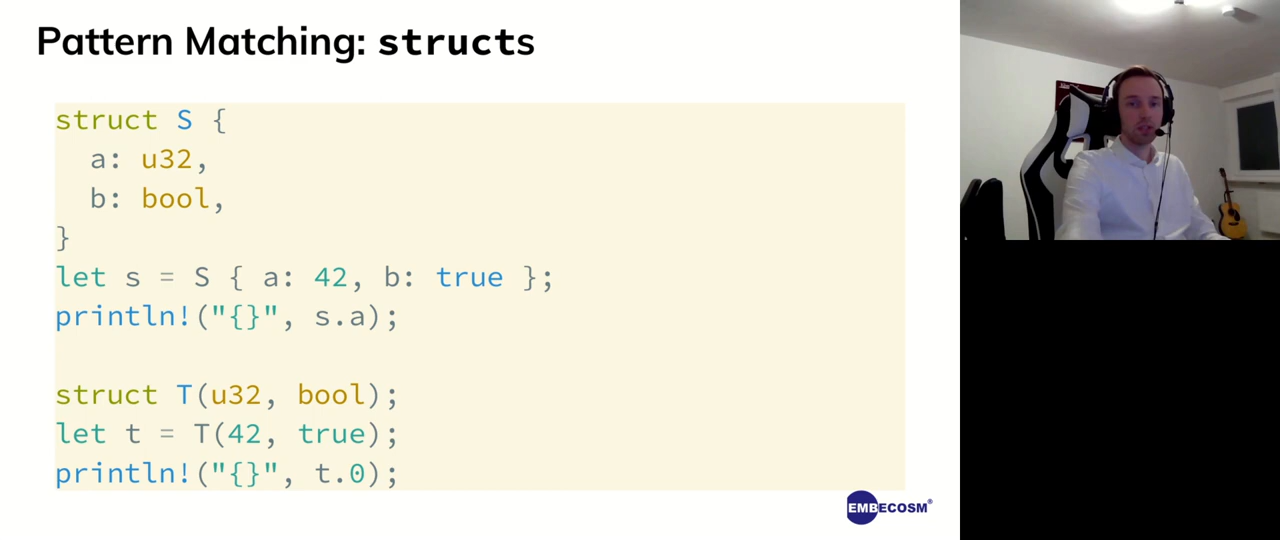 Pattern Matching: structs
struct S {
  a: u32,
  b: bool,
}
let s = S { a: 42, b: true };
println!("{}", s.a);

struct T(u32, bool);
let t = T(42, true);
println!("{}", t.0);
EMBECOSM®